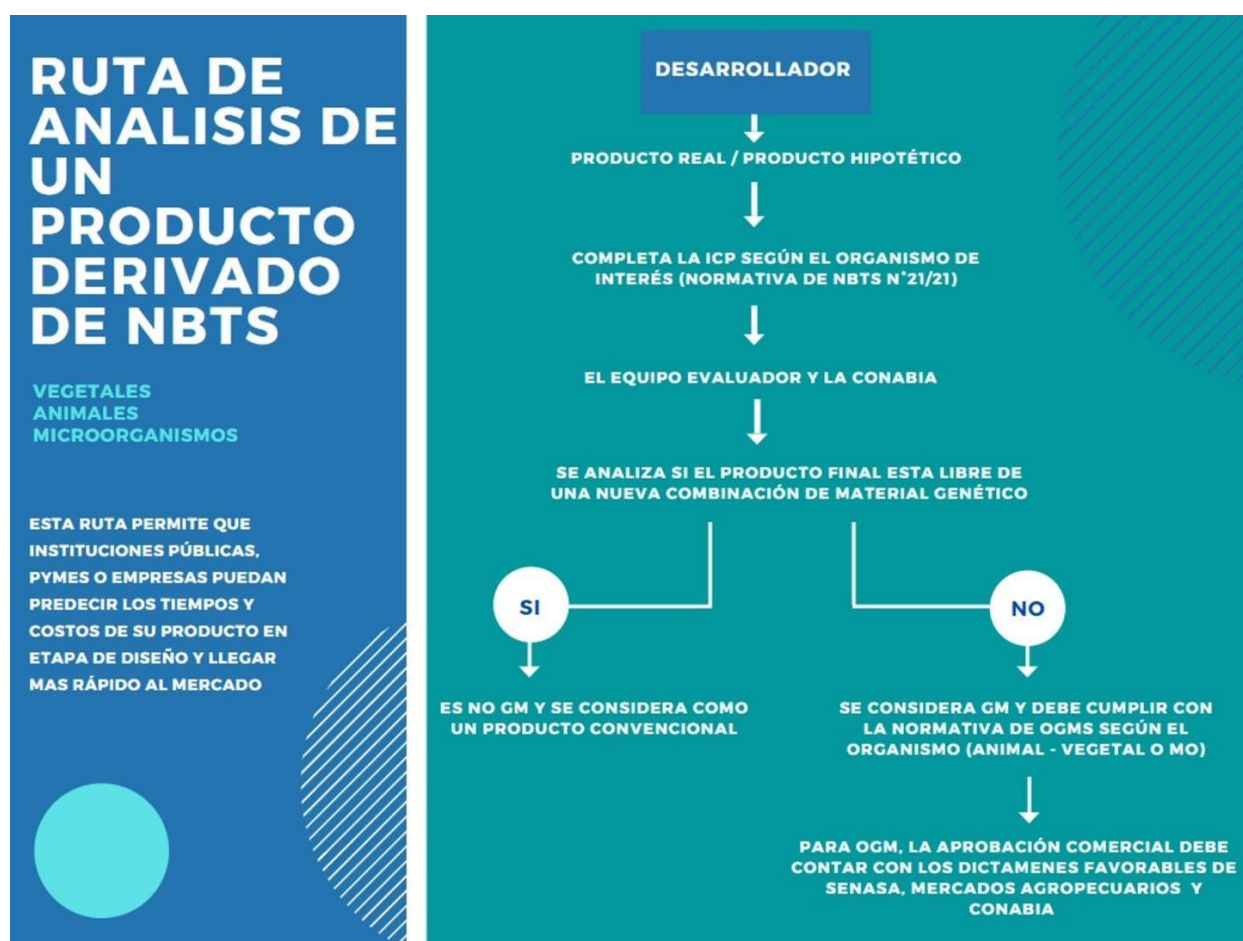 RUTA DE
ANALISIS DE
UN
PRODUCTO
DERIVADO
DE NBTS
VEGETALES
ANIMALES
MICROORGANISMOS
ESTA RUTA PERMITE QUE
INSTITUCIONES PÚBLICAS,
PYMES O EMPRESAS PUEDAN
PREDECIR LOS TIEMPOS Y
COSTOS DE SU PRODUCTO EN
ETAPA DE DISEÑO Y LLEGAR
MAS RÁPIDO AL MERCADO
DESARROLLADOR
PRODUCTO REAL / PRODUCTO HIPOTÉTICO
COMPLETA LA ICP SEGÚN EL ORGANISMO DE
INTERÉS (NORMATIVA DE NBTS N°21/21)
EL EQUIPO EVALUADOR Y LA CONABIA
SE ANALIZA SI EL PRODUCTO FINAL ESTA LIBRE DE
UNA NUEVA COMBINACIÓN DE MATERIAL GENÉTICO
SI
ES NO GM Y SE CONSIDERA COMO
UN PRODUCTO CONVENCIONAL
NO
SE CONSIDERA GM Y DEBE CUMPLIR CON
LA NORMATIVA DE OGMS SEGÚN EL
ORGANISMO (ANIMAL - VEGETAL O MO)
PARA OGM, LA APROBACIÓN COMERCIAL DEBE
CONTAR CON LOS DICTAMENES FAVORABLES DE
SENASA, MERCADOS AGROPECUARIOS Y
CONABIA